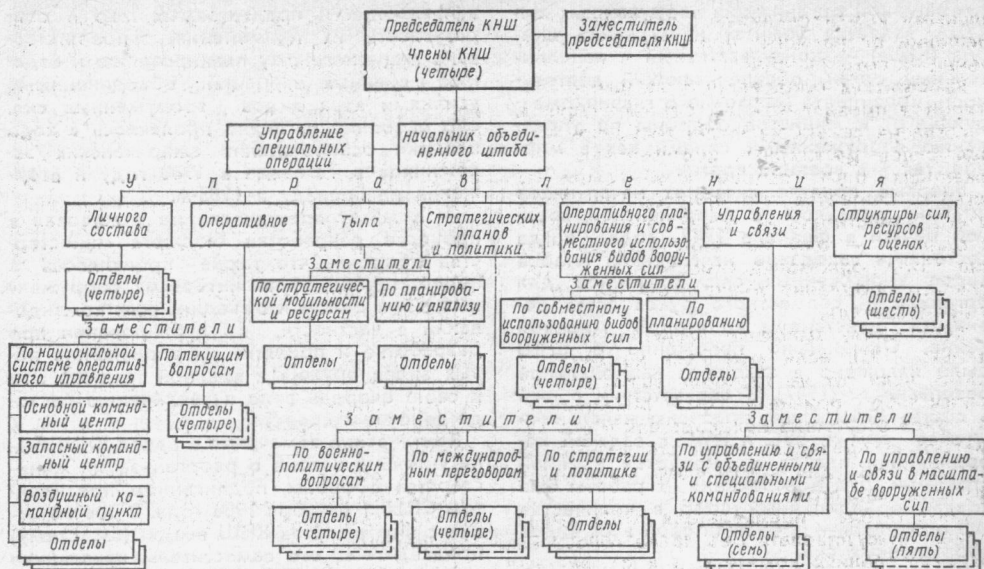 Председатель КНШ
Члены КНШ
(четыре)
Заместитель
председателя КНШ
Управление
специальных
операций
Начальник объеди-
ненного штаба
Управления
Личного
состава
Оперативное
Тыла
Стратегических
планов
и политики
Оперативного пла-
нирования и сов-
местного использо-
вания видов Воору-
женных сил
Управления
и связи
Структуры сил,
ресурсов
и оценок
Отделы
(четыре)
Заместители
По стратегичес-
кой мобильности
и ресурсам
По планирова-
нию и анализу
Заместители
По совместному
использованию видов
вооруженных сил
По
планированию
Отделы
(шесть)
Заместители
По национальной
системе оператив-
ного управления
По текущим
вопросам
Отделы
Отделы
Отделы
(четыре)
Отделы
Основной команд-
ный центр
Отделы
(четыре)
Запасный команд-
ный центр
Воздушный ко-
мандный пункт
Отделы
Заместители
По военно-
политическим
вопросам
По международ-
ным переговорам
По стратегии
и политике
Отделы
(четыре)
Отделы
(четыре)
Отделы
Заместители
По управлению и свя-
зи с объединенными
и специальными
командованиями
По управлению
и связи в масшта-
бе вооруженных
сил
Отделы
(семь)
Отделы
(пять)